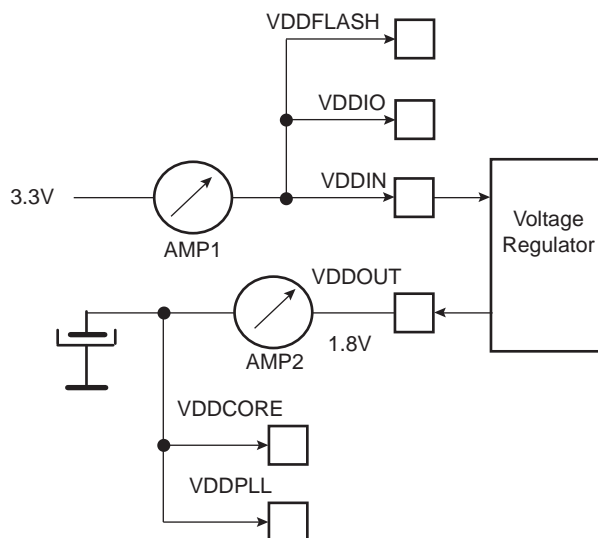 VDDFLASH
VDDIO
VDDIN
3.3V
AMP1
Voltage
Regulator
VDDOUT
1.8V
AMP2
VDDCORE
VDDPLL